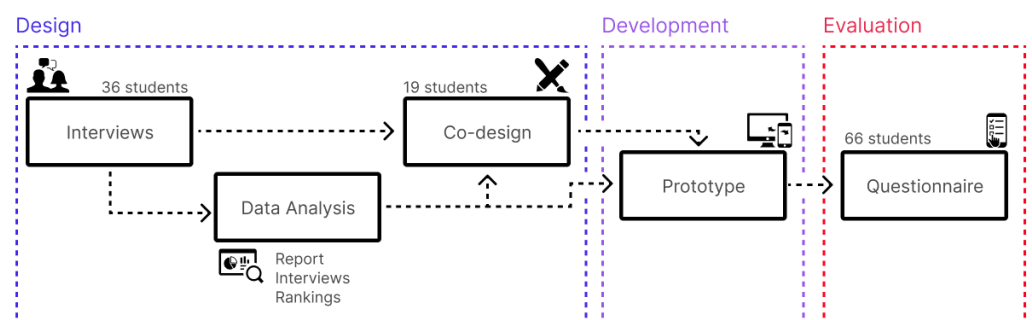 Design
Development
Evaluation
36 students
19 students
Interviews
Co-design
66 students
Prototype
Questionnaire
Data Analysis
Report
Interviews
Rankings